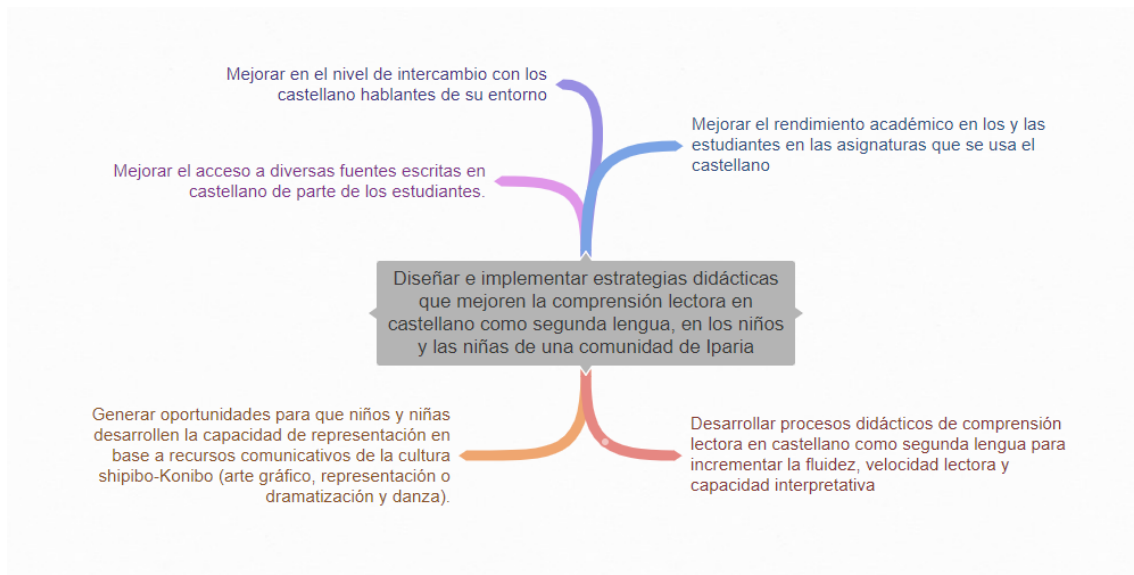 Mejorar en el nivel de intercambio con los
castellano hablantes de su entorno
Mejorar el rendimiento académico en los y las
estudiantes en las asignaturas que se usa el
castellano
Mejorar el acceso a diversas fuentes escritas en
castellano de parte de los estudiantes.
Diseñar e implementar estrategias didácticas
que mejoren la comprensión lectora en
castellano como segunda lengua, en los niños
y las niñas de una comunidad de Iparia
Generar oportunidades para que niños y niñas
desarrollen la capacidad de representación en
base a recursos comunicativos de la cultura
shipibo-Konibo (arte gráfico, representación o
dramatización y danza).
Desarrollar procesos didácticos de comprensión
lectora en castellano como segunda lengua para
incrementar la fluidez, velocidad lectora y
capacidad interpretativa